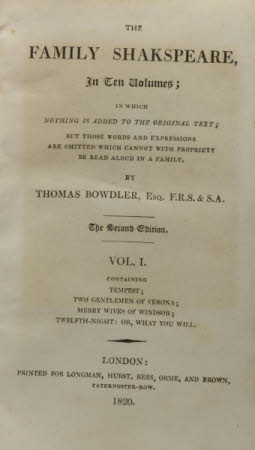 THE
FAMILY SHAKSPEARE,
In Ten Volumes;
IN WHICH
NOTHING IS ADDED TO THE ORIGINAL TEXT;
BUT THOSE WORDS AND EXPRESSIONS
ARE OMITTED WHICH CANNOT WITH PROPRIETY
BE READ ALOUD IN A FAMILY.
BY
THOMAS BOWDLER, Esq. F.R.S. & S.A.
The Second Edition.
VOL. I.
CONTAINING
TEMPEST;
TWO GENTLEMEN OF VERONA;
MERRY WIVES OF WINDSOR;
TWELFTH-NIGHT: OR, WHAT YOU WILL.
LONDON:
PRINTED FOR LONGMAN, HURST, REES, ORME, AND BROWN,
PATERNOSTER-ROW.
1820.